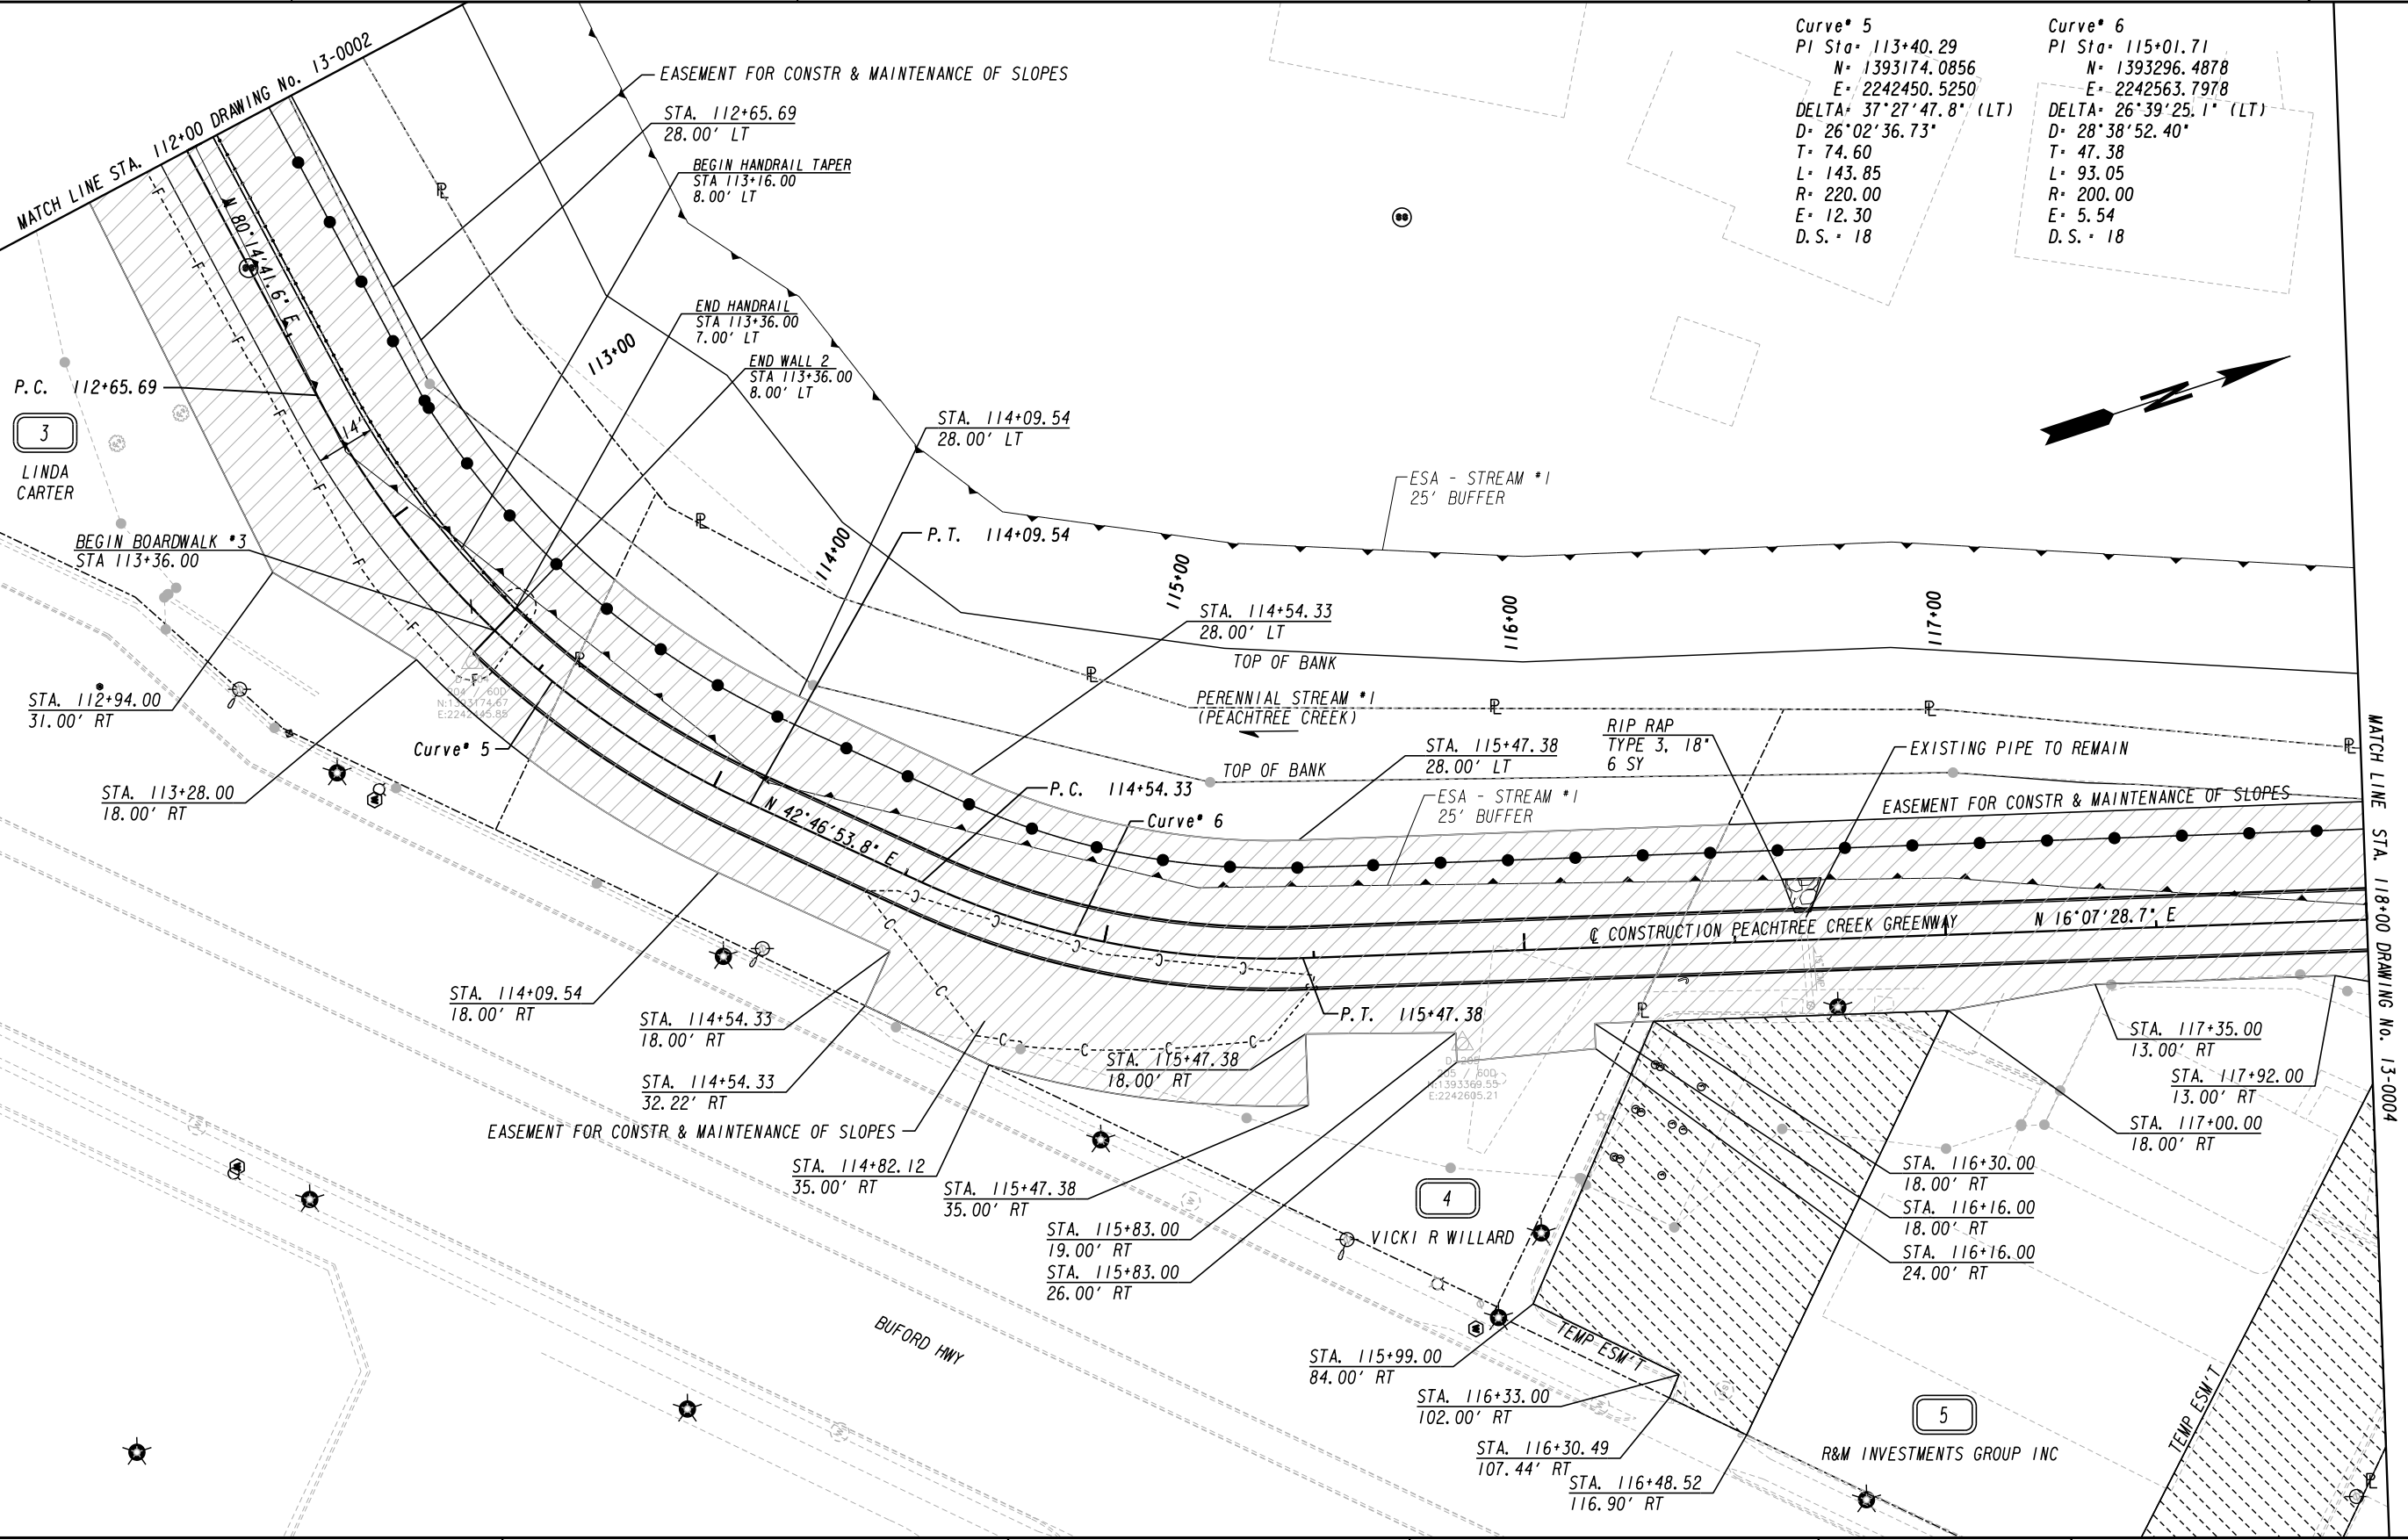 MATCH LINE STA. 112+00 DRAWING No. 13-0002
EASEMENT FOR CONSTR & MAINTENANCE OF SLOPES
STA. 112+65.69
28.00' LT
BEGIN HANDRAIL TAPER
STA 113+16.00
8.00' LT
END HANDRAIL
STA 113+36.00
7.00' LT
END WALL 2
STA 113+36.00
8.00' LT
Curve# 5
PI Sta= 113+40.29
N= 1393174.0856
E= 2242450.5250
DELTA= 37°27'47.8" (LT)
D= 26°02'36.73"
T= 74.60
L= 143.85
R= 220.00
E= 12.30
D.S.= 18
Curve# 6
PI Sta= 115+01.71
N= 1393296.4878
E= 2242563.7978
DELTA= 26°39'25.1" (LT)
D= 28°38'52.40"
T= 47.38
L= 93.05
R= 200.00
E= 5.54
D.S.= 18
N
N 80°14'41.6" E
113+00
P.C. 112+65.69
3
LINDA
CARTER
14'
STA. 114+09.54
28.00' LT
P.T. 114+09.54
ESA - STREAM #1
25' BUFFER
BEGIN BOARDWALK #3
STA 113+36.00
114+00
115+00
116+00
117+00
STA. 114+54.33
28.00' LT
TOP OF BANK
PERENNIAL STREAM #1
(PEACHTREE CREEK)
RIP RAP
TYPE 3, 18"
6 SY
EXISTING PIPE TO REMAIN
STA. 115+47.38
28.00' LT
TOP OF BANK
ESA - STREAM #1
25' BUFFER
EASEMENT FOR CONSTR & MAINTENANCE OF SLOPES
STA. 112+94.00
31.00' RT
N:1393174.67
E:2242445.85
Curve# 5
STA. 113+28.00
18.00' RT
P.C. 114+54.33
N 42°46'53.8" E
Curve# 6
℄ CONSTRUCTION PEACHTREE CREEK GREENWAY
N 16°07'28.7" E
MATCH LINE STA. 118+00 DRAWING No. 13-0004
STA. 114+09.54
18.00' RT
STA. 114+54.33
18.00' RT
P.T. 115+47.38
STA. 115+47.38
18.00' RT
STA. 114+54.33
32.22' RT
N:1393369.55
E:2242605.21
STA. 117+35.00
13.00' RT
STA. 117+92.00
13.00' RT
STA. 117+00.00
18.00' RT
EASEMENT FOR CONSTR & MAINTENANCE OF SLOPES
STA. 114+82.12
35.00' RT
STA. 115+47.38
35.00' RT
STA. 115+83.00
19.00' RT
STA. 115+83.00
26.00' RT
4
VICKI R WILLARD
STA. 116+30.00
18.00' RT
STA. 116+16.00
18.00' RT
STA. 116+16.00
24.00' RT
BUFORD HWY
TEMP ESM'T
STA. 115+99.00
84.00' RT
STA. 116+33.00
102.00' RT
STA. 116+30.49
107.44' RT
STA. 116+48.52
116.90' RT
5
R&M INVESTMENTS GROUP INC
TEMP ESM'T